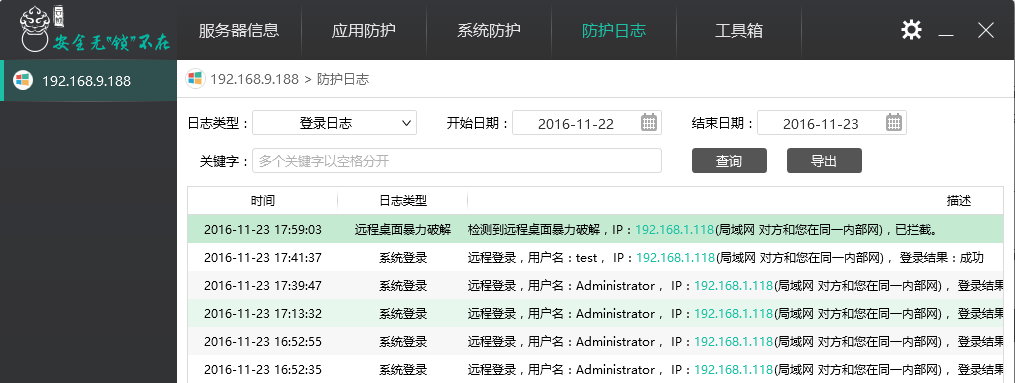 安全无"锁"不在
服务器信息 应用防护 系统防护 防护日志 工具箱
192.168.9.188
192.168.9.188 > 防护日志
日志类型： 登录日志 开始日期： 2016-11-22 结束日期： 2016-11-23
关键字： 多个关键字以空格分开 查询 导出
时间 日志类型 描述
2016-11-23 17:59:03 远程桌面暴力破解 检测到远程桌面暴力破解，IP：192.168.1.118(局域网 对方和您在同一内部网)，已拦截。
2016-11-23 17:41:37 系统登录 远程登录，用户名：test， IP：192.168.1.118(局域网 对方和您在同一内部网)， 登录结果：成功
2016-11-23 17:39:47 系统登录 远程登录，用户名：Administrator， IP：192.168.1.118(局域网 对方和您在同一内部网)， 登录结果
2016-11-23 17:13:32 系统登录 远程登录，用户名：Administrator， IP：192.168.1.118(局域网 对方和您在同一内部网)， 登录结果
2016-11-23 16:52:55 系统登录 远程登录，用户名：Administrator， IP：192.168.1.118(局域网 对方和您在同一内部网)， 登录结果
2016-11-23 16:52:35 系统登录 远程登录，用户名：Administrator， IP：192.168.1.118(局域网 对方和您在同一内部网)， 登录结果